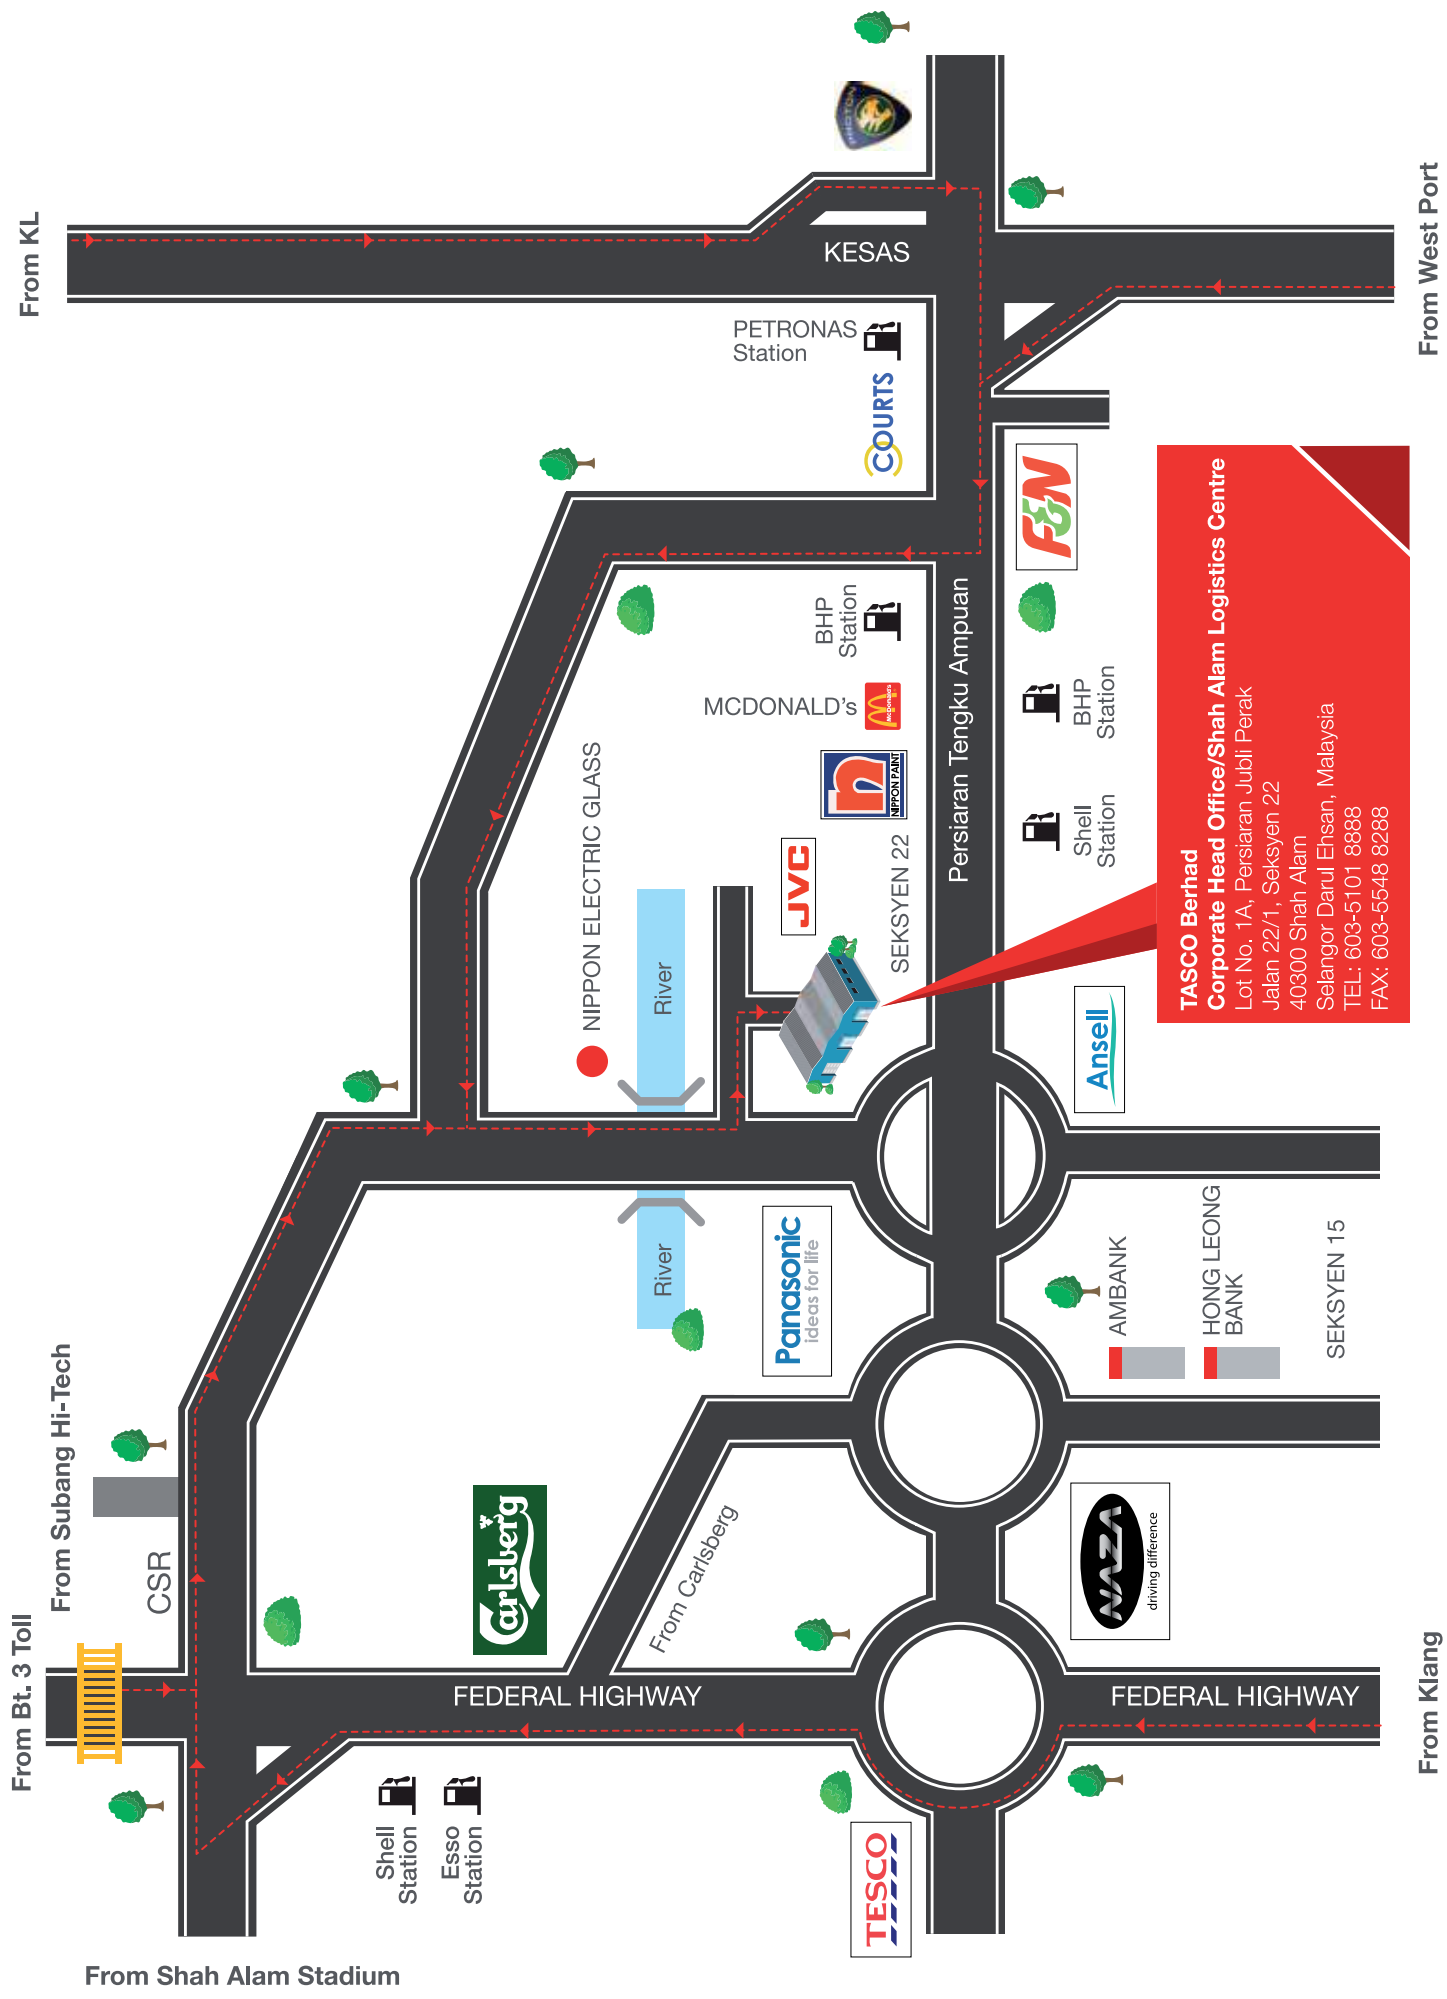 From KL
KESAS
PROTON
From West Port
PETRONAS
Station
COURTS
F&N
BHP
Station
MCDONALD's
McDonald's
NIPPON PAINT
JVC
NIPPON ELECTRIC GLASS
River
SEKSYEN 22
Persiaran Tengku Ampuan
BHP
Station
Shell
Station
TASCO Berhad
Corporate Head Office/Shah Alam Logistics Centre
Lot No. 1A, Persiaran Jubli Perak
Jalan 22/1, Seksyen 22
40300 Shah Alam
Selangor Darul Ehsan, Malaysia
TEL: 603-5101 8888
FAX: 603-5548 8288
Ansell
River
Panasonic
ideas for life
AMBANK
HONG LEONG
BANK
SEKSYEN 15
From Subang Hi-Tech
CSR
From Bt. 3 Toll
Carlsberg
From Carlsberg
NAZA
driving difference
FEDERAL HIGHWAY
FEDERAL HIGHWAY
From Klang
Shell
Station
Esso
Station
TESCO
From Shah Alam Stadium